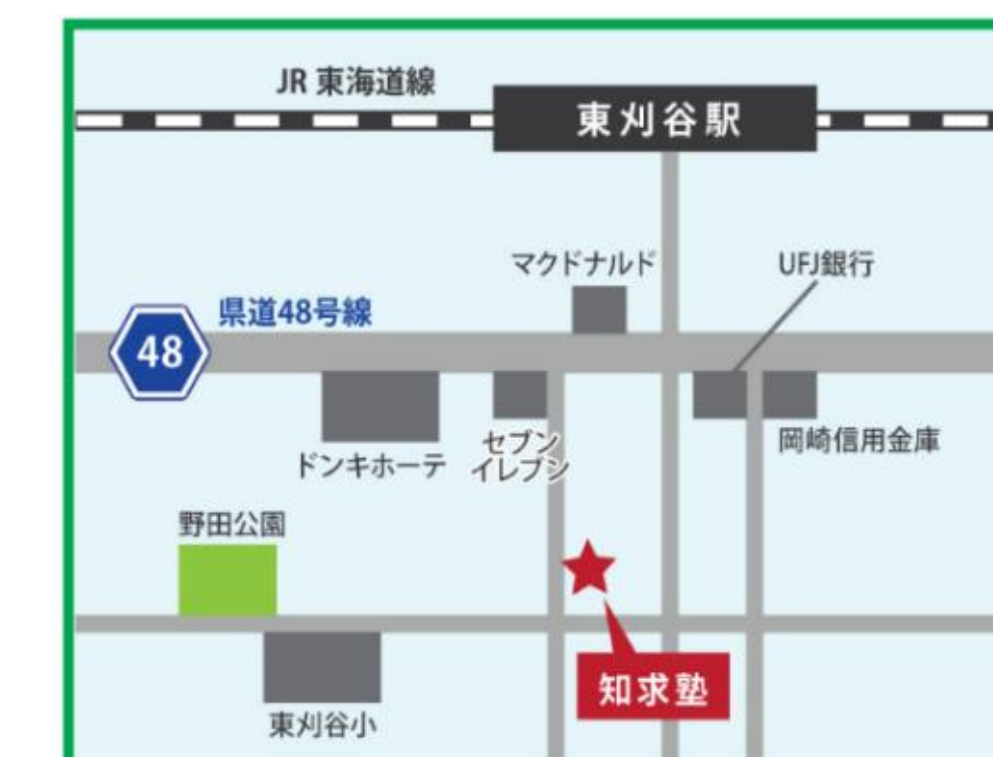 JR 東海道線
東刈谷駅
マクドナルド
UFJ銀行
県道48号線
48
セブン
イレブン
ドンキホーテ
岡崎信用金庫
野田公園
知求塾
東刈谷小